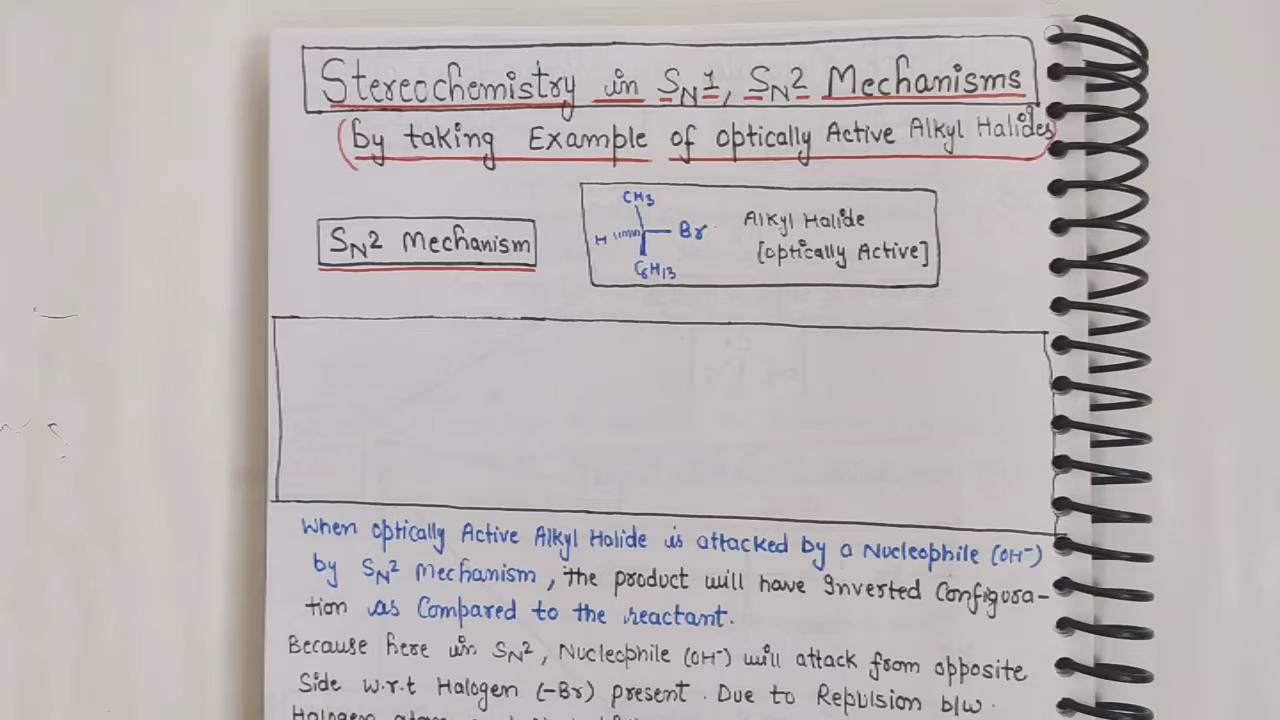 Stereochemistry in SN1, SN2 Mechanisms
(by taking Example of optically Active Alkyl Halides)
SN2 Mechanism
CH3
H
Br
C6H13
Alkyl Halide
[optically Active]
When optically Active Alkyl Halide is attacked by a Nucleophile (OH⁻)
by SN2 mechanism, the product will have Inverted Configura-
tion as Compared to the reactant.
Because here in SN2, Nucleophile (OH⁻) will attack from opposite
Side w.r.t Halogen (-Br) present. Due to Repulsion b/w.
Halogen atom